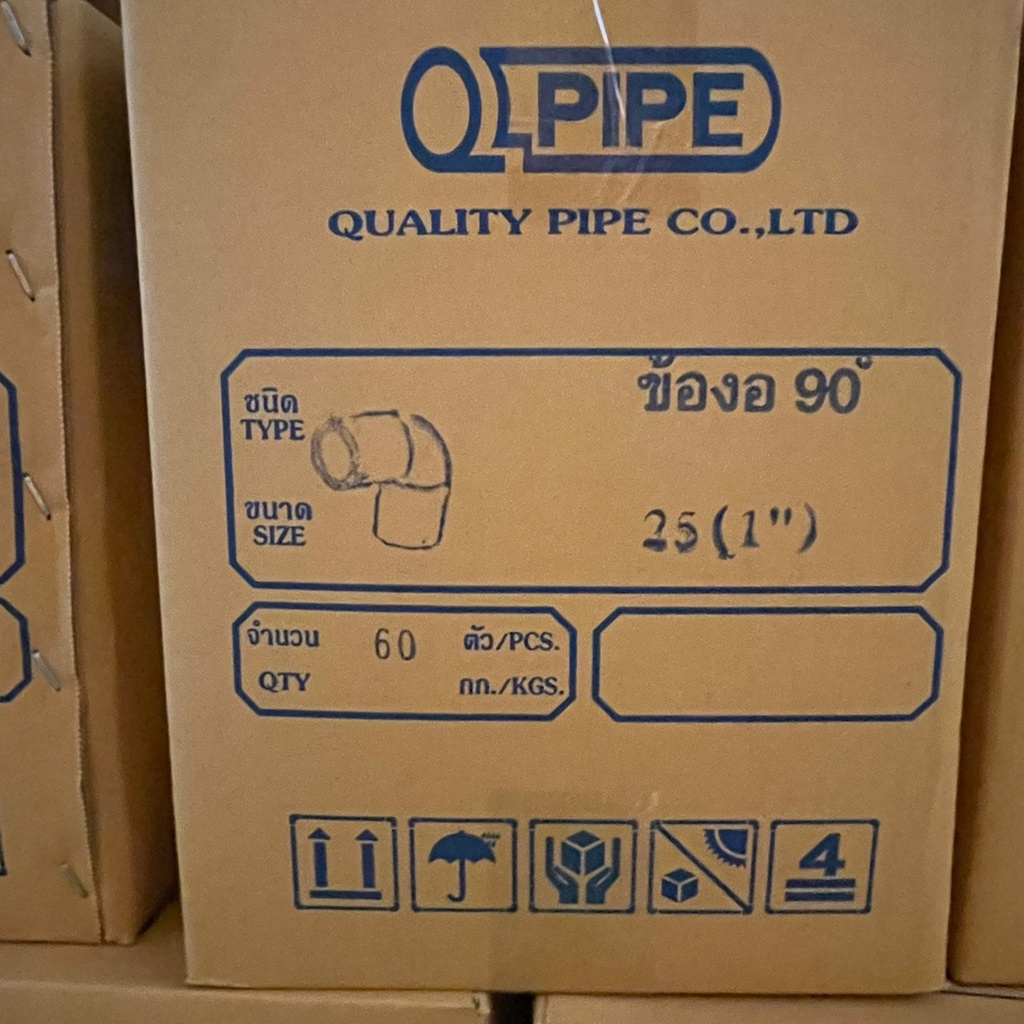 QPIPE
QUALITY PIPE CO.,LTD
ชนิด
TYPE
ข้องอ 90°
ขนาด
SIZE
25 (1")
จำนวน 60 ตัว/PCS.
QTY กก./KGS.
4